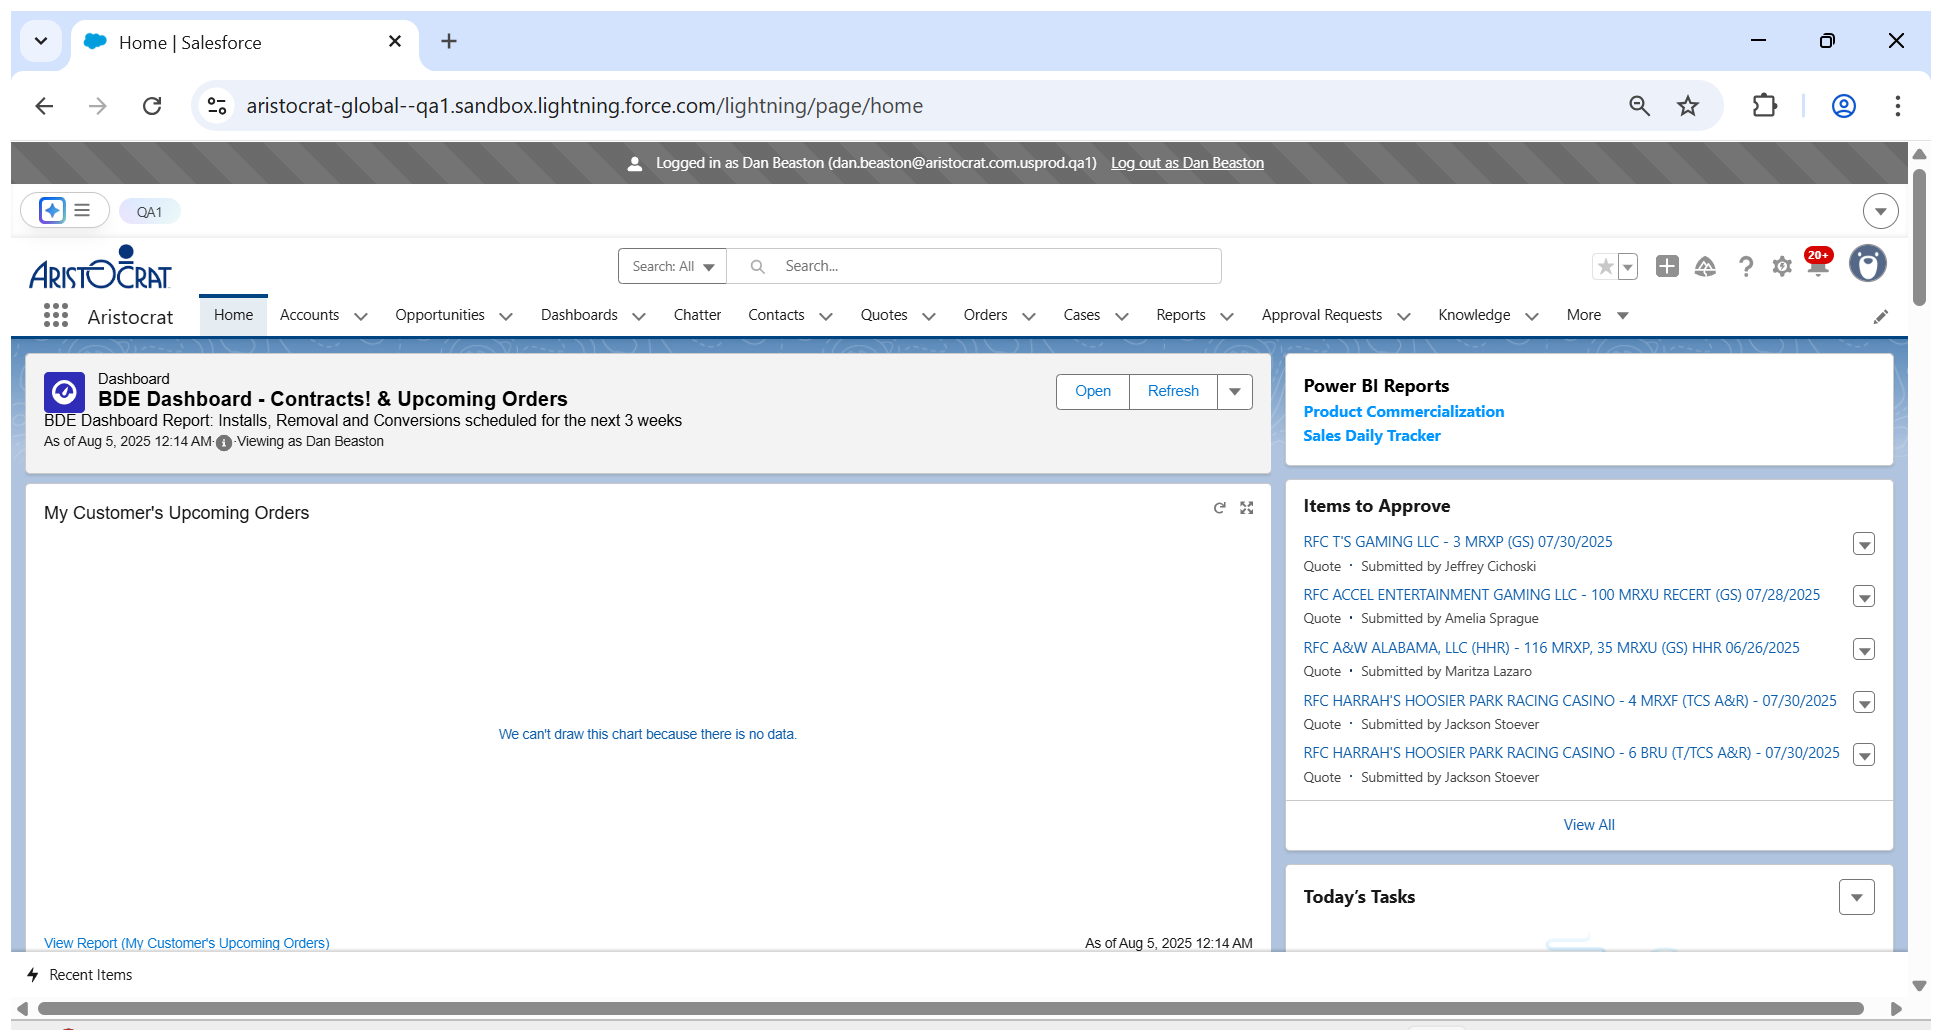 Home | Salesforce
aristocrat-global--qa1.sandbox.lightning.force.com/lightning/page/home
Logged in as Dan Beaston (dan.beaston@aristocrat.com.usprod.qa1) Log out as Dan Beaston
QA1
ARISTOCRAT
Search: All
Search...
20+
Aristocrat
Home
Accounts
Opportunities
Dashboards
Chatter
Contacts
Quotes
Orders
Cases
Reports
Approval Requests
Knowledge
More
Dashboard
BDE Dashboard - Contracts! & Upcoming Orders
BDE Dashboard Report: Installs, Removal and Conversions scheduled for the next 3 weeks
As of Aug 5, 2025 12:14 AM·Viewing as Dan Beaston
Open
Refresh
My Customer's Upcoming Orders
We can't draw this chart because there is no data.
View Report (My Customer's Upcoming Orders)
As of Aug 5, 2025 12:14 AM
Power BI Reports
Product Commercialization
Sales Daily Tracker
Items to Approve
RFC T'S GAMING LLC - 3 MRXP (GS) 07/30/2025
Quote · Submitted by Jeffrey Cichoski
RFC ACCEL ENTERTAINMENT GAMING LLC - 100 MRXU RECERT (GS) 07/28/2025
Quote · Submitted by Amelia Sprague
RFC A&W ALABAMA, LLC (HHR) - 116 MRXP, 35 MRXU (GS) HHR 06/26/2025
Quote · Submitted by Maritza Lazaro
RFC HARRAH'S HOOSIER PARK RACING CASINO - 4 MRXF (TCS A&R) - 07/30/2025
Quote · Submitted by Jackson Stoever
RFC HARRAH'S HOOSIER PARK RACING CASINO - 6 BRU (T/TCS A&R) - 07/30/2025
Quote · Submitted by Jackson Stoever
View All
Today's Tasks
Recent Items